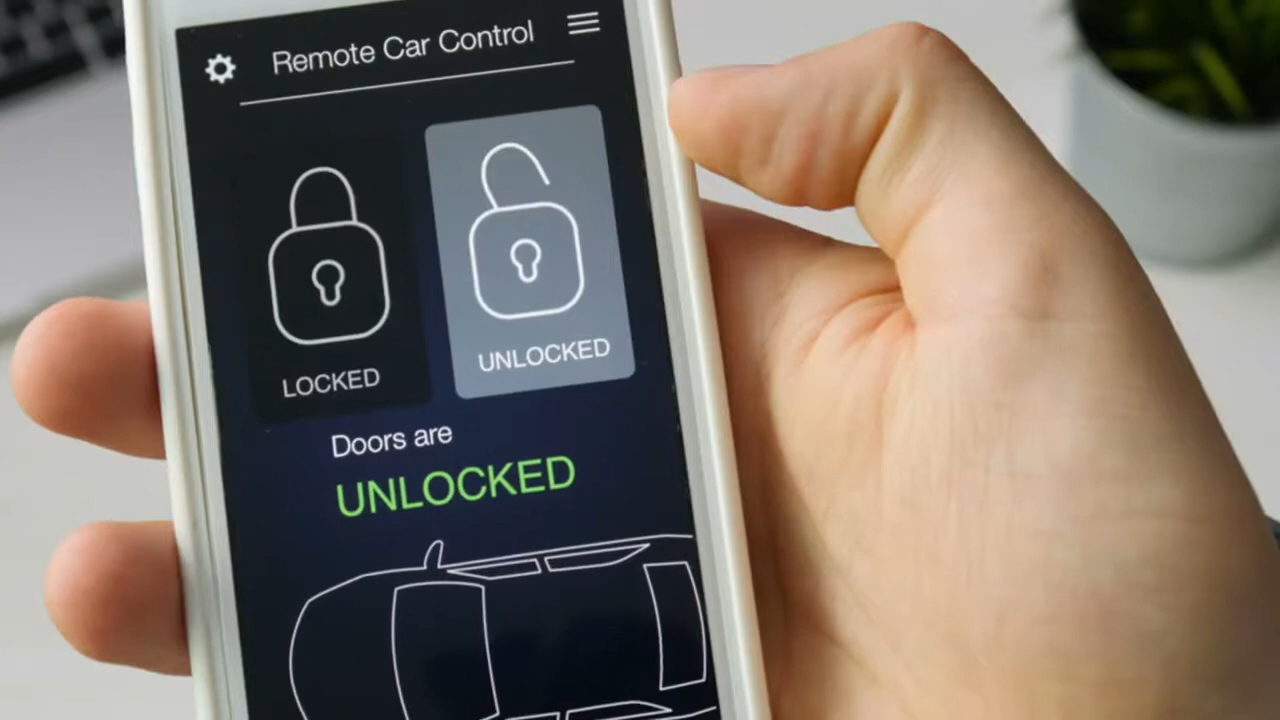 Remote Car Control
LOCKED
UNLOCKED
Doors are
UNLOCKED